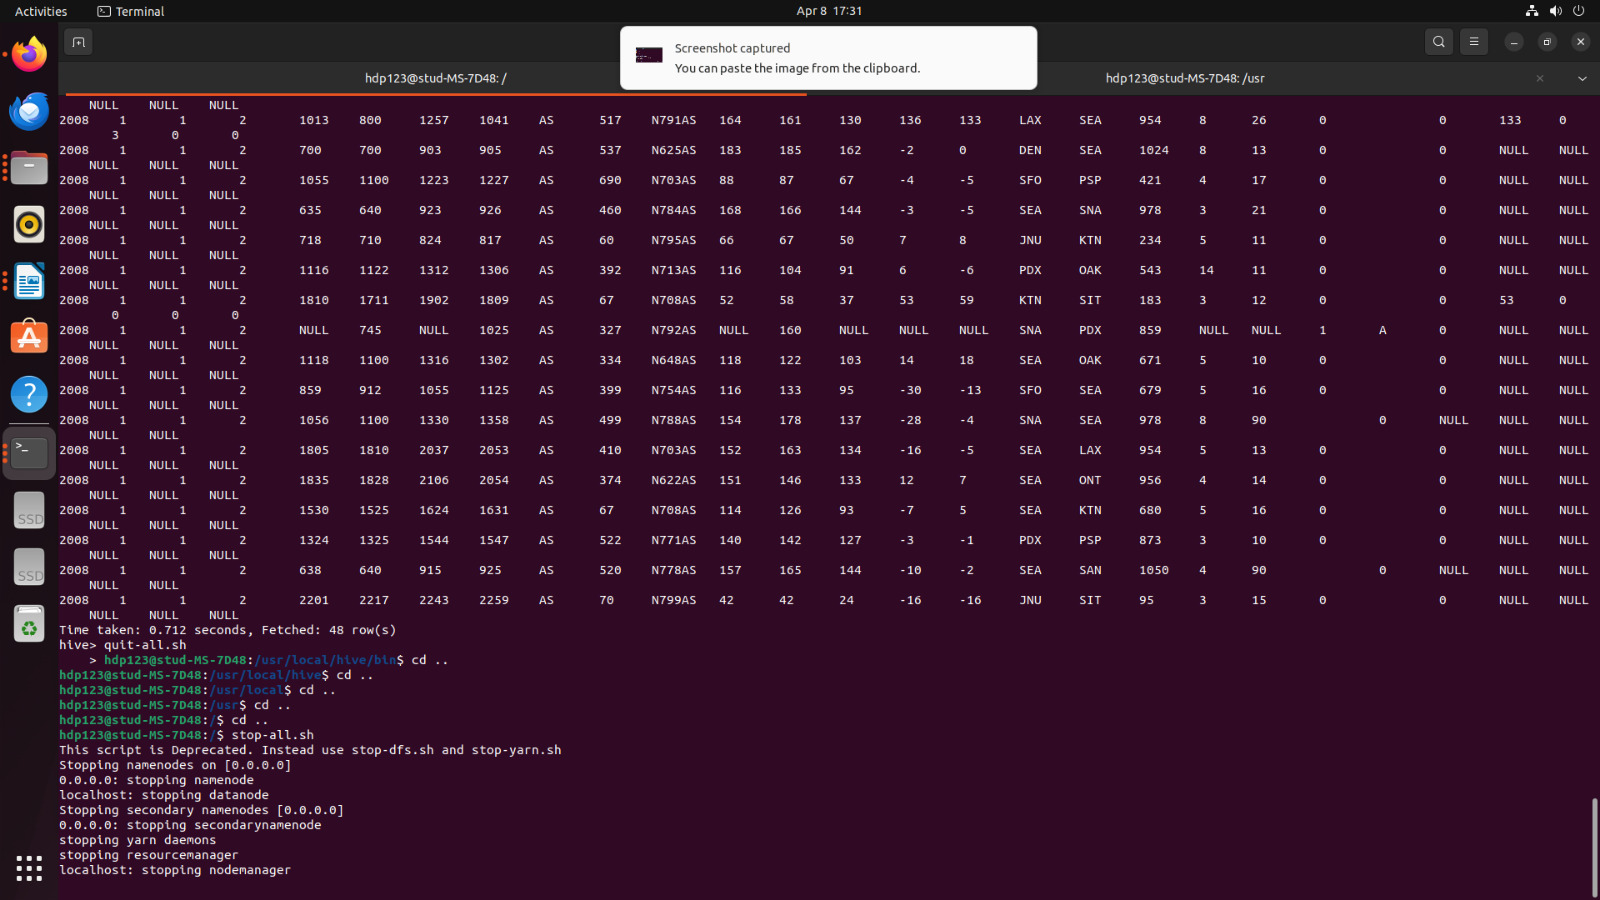 Activities Terminal Apr 8 17:31
Screenshot captured
You can paste the image from the clipboard.
hdp123@stud-MS-7D48: / hdp123@stud-MS-7D48: /usr
NULL NULL NULL
2008 1 1 2 1013 800 1257 1041 AS 517 N791AS 164 161 130 136 133 LAX SEA 954 8 26 0 0 133 0
3 0 0
2008 1 1 2 700 700 903 905 AS 537 N625AS 183 185 162 -2 0 DEN SEA 1024 8 13 0 0 NULL NULL
NULL NULL NULL
2008 1 1 2 1055 1100 1223 1227 AS 690 N703AS 88 87 67 -4 -5 SFO PSP 421 4 17 0 0 NULL NULL
NULL NULL NULL
2008 1 1 2 635 640 923 926 AS 460 N784AS 168 166 144 -3 -5 SEA SNA 978 3 21 0 0 NULL NULL
NULL NULL NULL
2008 1 1 2 718 710 824 817 AS 60 N795AS 66 67 50 7 8 JNU KTN 234 5 11 0 0 NULL NULL
NULL NULL NULL
2008 1 1 2 1116 1122 1312 1306 AS 392 N713AS 116 104 91 6 -6 PDX OAK 543 14 11 0 0 NULL NULL
NULL NULL NULL
2008 1 1 2 1810 1711 1902 1809 AS 67 N708AS 52 58 37 53 59 KTN SIT 183 3 12 0 0 53 0
0 0 0
2008 1 1 2 NULL 745 NULL 1025 AS 327 N792AS NULL 160 NULL NULL NULL SNA PDX 859 NULL NULL 1 A 0 NULL NULL
NULL NULL NULL
2008 1 1 2 1118 1100 1316 1302 AS 334 N648AS 118 122 103 14 18 SEA OAK 671 5 10 0 0 NULL NULL
NULL NULL NULL
2008 1 1 2 859 912 1055 1125 AS 399 N754AS 116 133 95 -30 -13 SFO SEA 679 5 16 0 0 NULL NULL
NULL NULL NULL
2008 1 1 2 1056 1100 1330 1358 AS 499 N788AS 154 178 137 -28 -4 SNA SEA 978 8 90 0 NULL NULL NULL
NULL NULL
2008 1 1 2 1805 1810 2037 2053 AS 410 N703AS 152 163 134 -16 -5 SEA LAX 954 5 13 0 0 NULL NULL
NULL NULL NULL
2008 1 1 2 1835 1828 2106 2054 AS 374 N622AS 151 146 133 12 7 SEA ONT 956 4 14 0 0 NULL NULL
NULL NULL NULL
2008 1 1 2 1530 1525 1624 1631 AS 67 N708AS 114 126 93 -7 5 SEA KTN 680 5 16 0 0 NULL NULL
NULL NULL NULL
2008 1 1 2 1324 1325 1544 1547 AS 522 N771AS 140 142 127 -3 -1 PDX PSP 873 3 10 0 0 NULL NULL
NULL NULL NULL
2008 1 1 2 638 640 915 925 AS 520 N778AS 157 165 144 -10 -2 SEA SAN 1050 4 90 0 NULL NULL NULL
NULL NULL
2008 1 1 2 2201 2217 2243 2259 AS 70 N799AS 42 42 24 -16 -16 JNU SIT 95 3 15 0 0 NULL NULL
NULL NULL NULL
Time taken: 0.712 seconds, Fetched: 48 row(s)
hive> quit-all.sh
> hdp123@stud-MS-7D48:/usr/local/hive/bin$ cd ..
hdp123@stud-MS-7D48:/usr/local/hive$ cd ..
hdp123@stud-MS-7D48:/usr/local$ cd ..
hdp123@stud-MS-7D48:/usr$ cd ..
hdp123@stud-MS-7D48:/$ cd ..
hdp123@stud-MS-7D48:/$ stop-all.sh
This script is Deprecated. Instead use stop-dfs.sh and stop-yarn.sh
Stopping namenodes on [0.0.0.0]
0.0.0.0: stopping namenode
localhost: stopping datanode
Stopping secondary namenodes [0.0.0.0]
0.0.0.0: stopping secondarynamenode
stopping yarn daemons
stopping resourcemanager
localhost: stopping nodemanager
SSD
SSD